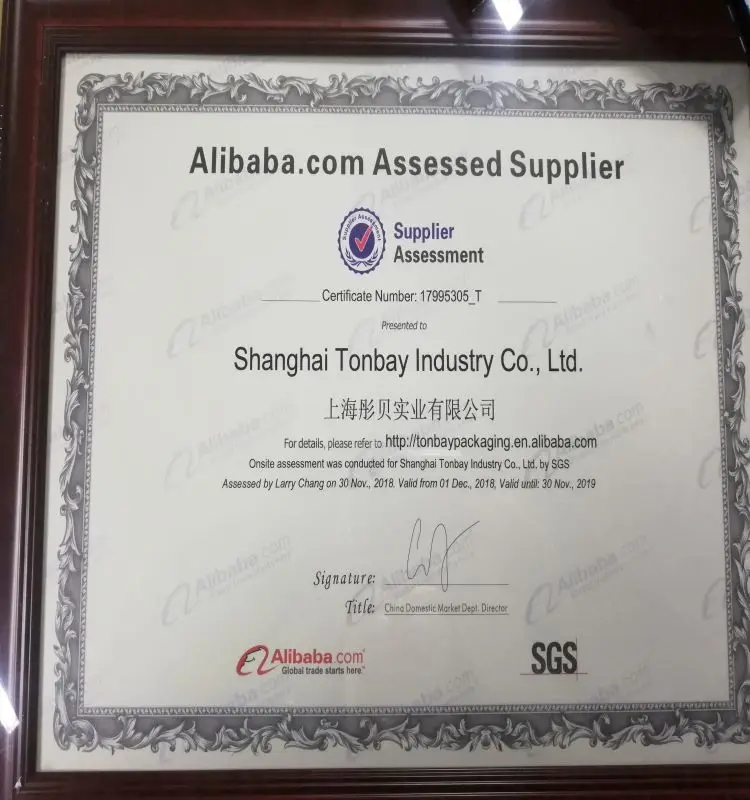 Alibaba.com Assessed Supplier
Supplier Assessment
Supplier
Assessment
Certificate Number: 17995305_T
Presented to
Shanghai Tonbay Industry Co., Ltd.
上海彤贝实业有限公司
For details, please refer to http://tonbaypackaging.en.alibaba.com
Onsite assessment was conducted for Shanghai Tonbay Industry Co., Ltd. by SGS
Assessed by Larry Chang on 30 Nov., 2018. Valid from 01 Dec., 2018, Valid until: 30 Nov., 2019
Signature:
Title: China Domestic Market Dept. Director
Alibaba.com
Global trade starts here.™
SGS